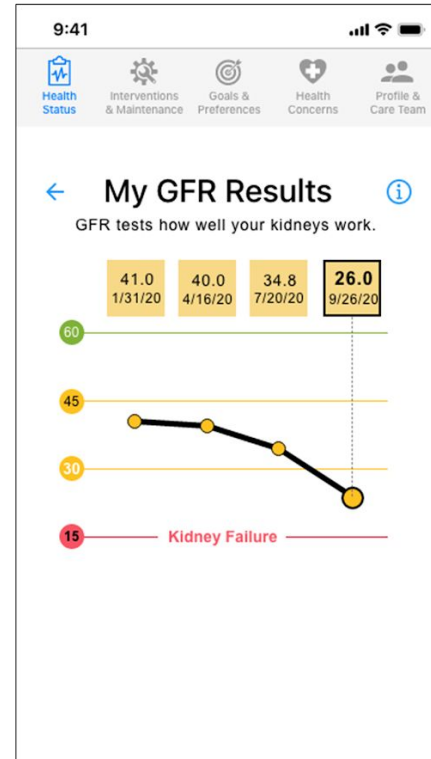 9:41
Health Status
Interventions & Maintenance
Goals & Preferences
Health Concerns
Profile & Care Team
My GFR Results
GFR tests how well your kidneys work.
41.0 40.0 34.8 26.0
1/31/20 4/16/20 7/20/20 9/26/20
60
45
30
15 Kidney Failure